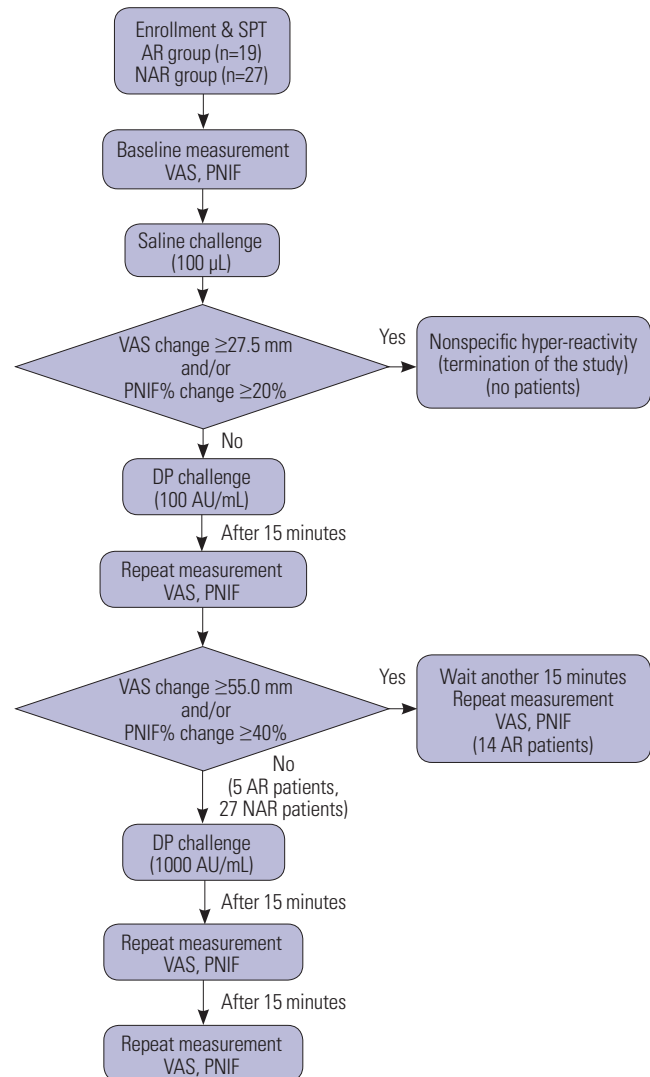 Enrollment & SPT
AR group (n=19)
NAR group (n=27)
Baseline measurement
VAS, PNIF
Saline challenge
(100 µL)
VAS change ≥27.5 mm
and/or
PNIF% change ≥20%
Yes
Nonspecific hyper-reactivity
(termination of the study)
(no patients)
No
DP challenge
(100 AU/mL)
After 15 minutes
Repeat measurement
VAS, PNIF
VAS change ≥55.0 mm
and/or
PNIF% change ≥40%
Yes
Wait another 15 minutes
Repeat measurement
VAS, PNIF
(14 AR patients)
No
(5 AR patients,
27 NAR patients)
DP challenge
(1000 AU/mL)
After 15 minutes
Repeat measurement
VAS, PNIF
After 15 minutes
Repeat measurement
VAS, PNIF